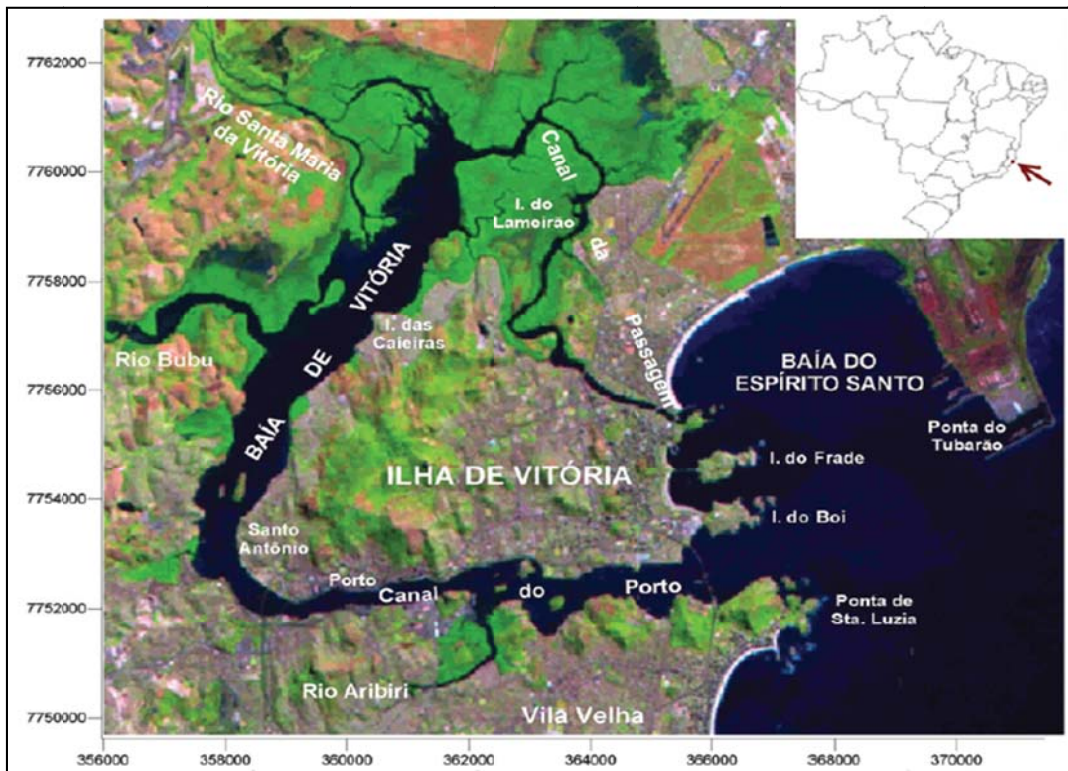 7762000
7760000
7758000
7756000
7754000
7752000
7750000
Rio Santa Maria
da Vitória
Canal
da
Passagem
I. do
Lameirão
BAÍA DE VITÓRIA
I. das
Caieiras
Rio Bubu
BAÍA DO
ESPÍRITO SANTO
Ponta do
Tubarão
ILHA DE VITÓRIA
I. do Frade
I. do Boi
Santo
Antônio
Porto
Canal do Porto
Ponta de
Sta. Luzia
Rio Aribiri
Vila Velha
356000 358000 360000 362000 364000 366000 368000 370000